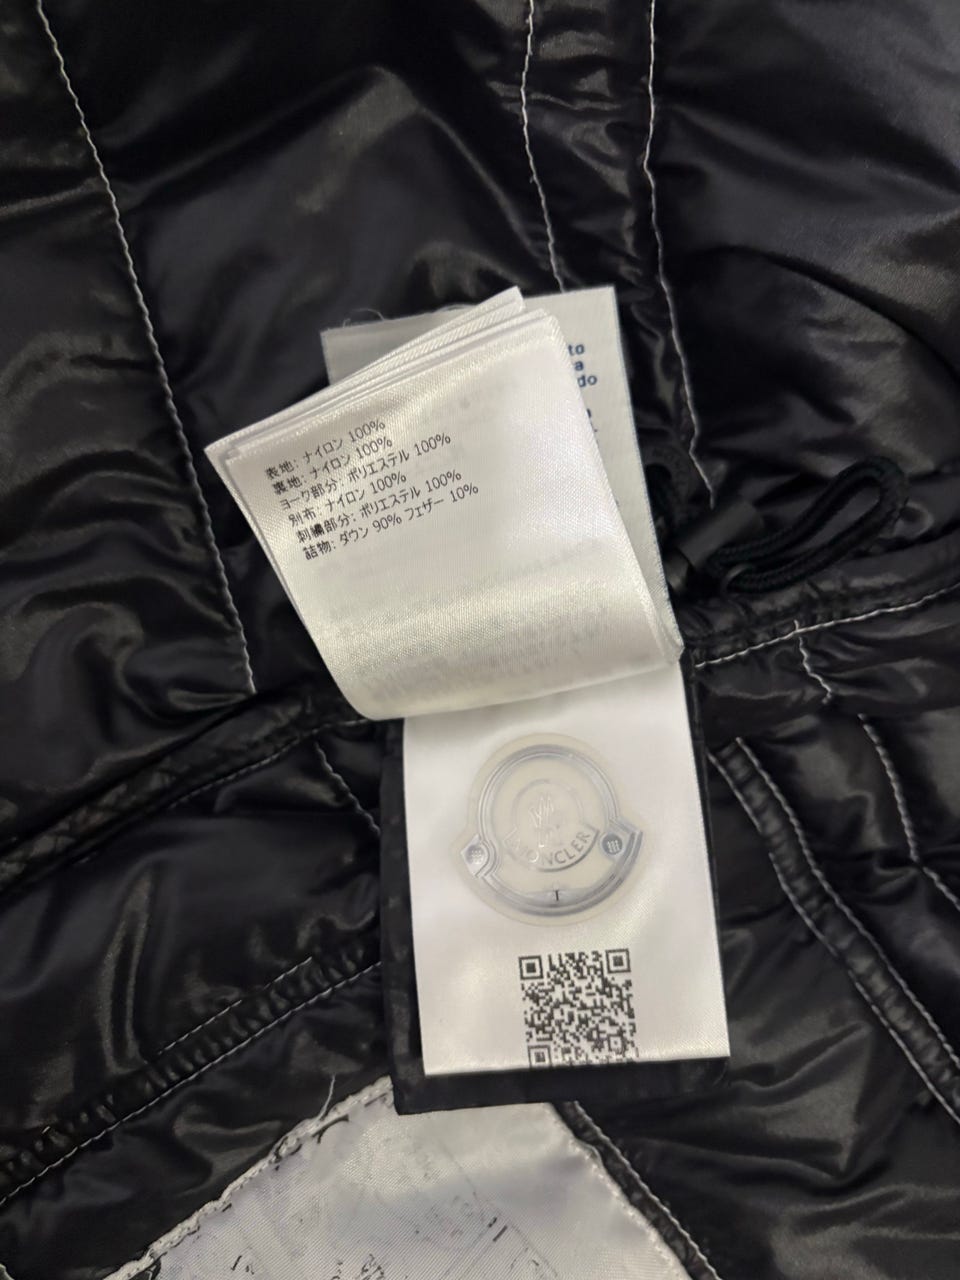 to
a
do
表地: ナイロン 100%
裏地: ナイロン 100%
ヨーク部分: ポリエステル 100%
別布: ナイロン 100%
刺繍部分: ポリエステル 100%
詰物: ダウン 90% フェザー 10%
MONCLER